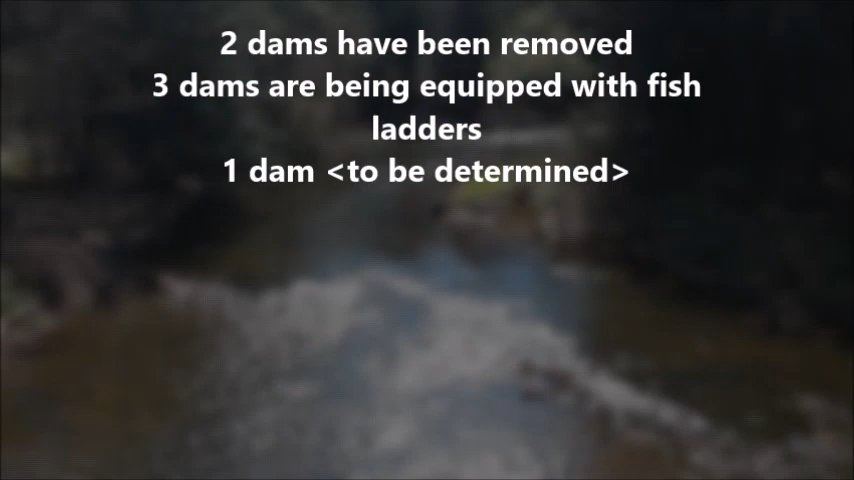 2 dams have been removed
3 dams are being equipped with fish
ladders
1 dam <to be determined>